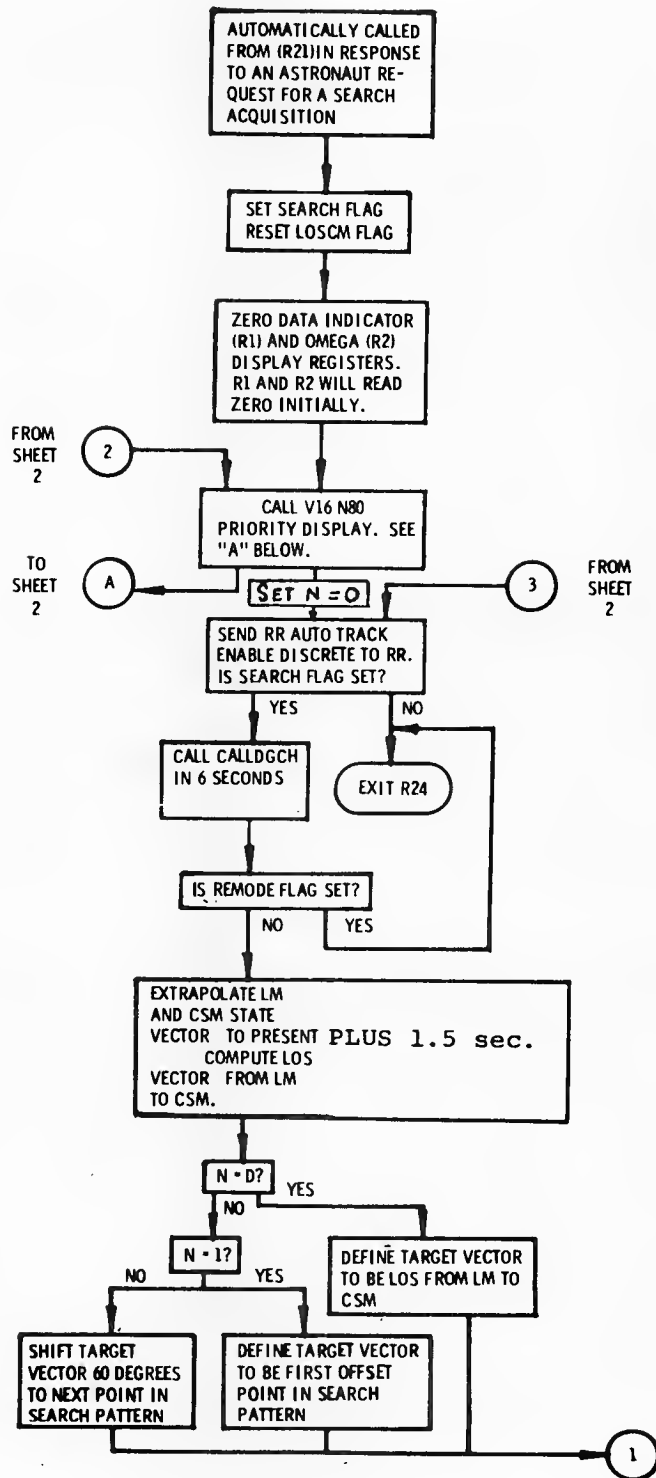 AUTOMATICALLY CALLED
FROM (R21)IN RESPONSE
TO AN ASTRONAUT RE-
QUEST FOR A SEARCH
ACQUISITION
SET SEARCH FLAG
RESET LOSCM FLAG
ZERO DATA INDICATOR
(R1) AND OMEGA (R2)
DISPLAY REGISTERS.
R1 AND R2 WILL READ
ZERO INITIALLY.
FROM
SHEET
2
2
CALL V16 N80
PRIORITY DISPLAY. SEE
"A" BELOW.
TO
SHEET
2
A
SET N=0
3
FROM
SHEET
2
SEND RR AUTO TRACK
ENABLE DISCRETE TO RR.
IS SEARCH FLAG SET?
YES
NO
CALL CALLDGCH
IN 6 SECONDS
EXIT R24
IS REMODE FLAG SET?
NO
YES
EXTRAPOLATE LM
AND CSM STATE
VECTOR TO PRESENT PLUS 1.5 sec.
COMPUTE LOS
VECTOR FROM LM
TO CSM.
N = D?
YES
NO
N = 1?
NO
YES
DEFINE TARGET VECTOR
TO BE LOS FROM LM TO
CSM
SHIFT TARGET
VECTOR 60 DEGREES
TO NEXT POINT IN
SEARCH PATTERN
DEFINE TARGET VECTOR
TO BE FIRST OFFSET
POINT IN SEARCH
PATTERN
1